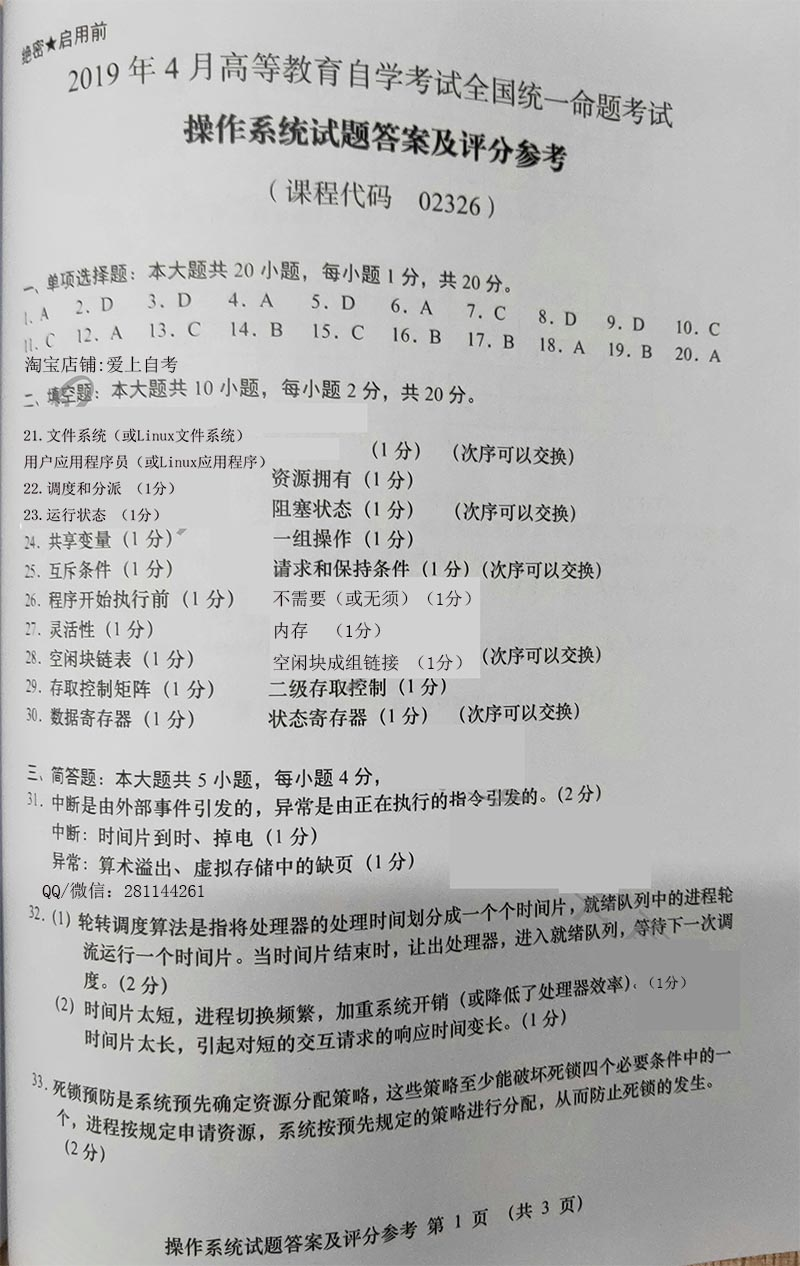 绝密★启用前
2019 年 4 月高等教育自学考试全国统一命题考试
操作系统试题答案及评分参考
（课程代码 02326）
一、单项选择题：本大题共 20 小题，每小题 1 分，共 20 分。
1. A 2. D 3. D 4. A 5. D 6. A 7. C 8. D 9. D 10. C
11. C 12. A 13. C 14. B 15. C 16. B 17. B 18. A 19. B 20. A
淘宝店铺:爱上自考
二、填空题：本大题共 10 小题，每小题 2 分，共 20 分。
21.文件系统（或Linux文件系统）
用户应用程序员（或Linux应用程序） （1 分） （次序可以交换）
22.调度和分派 （1分） 资源拥有（1 分）
23.运行状态 （1分） 阻塞状态（1 分） （次序可以交换）
24. 共享变量（1 分） 一组操作（1 分）
25. 互斥条件（1 分） 请求和保持条件（1 分）（次序可以交换）
26. 程序开始执行前（1 分） 不需要（或无须）（1分）
27. 灵活性（1 分） 内存 （1分）
28. 空闲块链表（1 分） 空闲块成组链接 （1分） （次序可以交换）
29. 存取控制矩阵（1 分） 二级存取控制（1 分）
30. 数据寄存器（1 分） 状态寄存器（1 分） （次序可以交换）
三、简答题：本大题共 5 小题，每小题 4 分，
31. 中断是由外部事件引发的，异常是由正在执行的指令引发的。（2 分）
中断：时间片到时、掉电（1 分）
异常：算术溢出、虚拟存储中的缺页（1 分）
QQ/微信：281144261
32. (1) 轮转调度算法是指将处理器的处理时间划分成一个个时间片，就绪队列中的进程轮
流运行一个时间片。当时间片结束时，让出处理器，进入就绪队列，等待下一次调
度。（2 分）
(2) 时间片太短，进程切换频繁，加重系统开销（或降低了处理器效率）。（1分）
时间片太长，引起对短的交互请求的响应时间变长。（1 分）
33. 死锁预防是系统预先确定资源分配策略，这些策略至少能破坏死锁四个必要条件中的一
个，进程按规定申请资源，系统按预先规定的策略进行分配，从而防止死锁的发生。
（2 分）
操作系统试题答案及评分参考 第 1 页 （共 3 页）